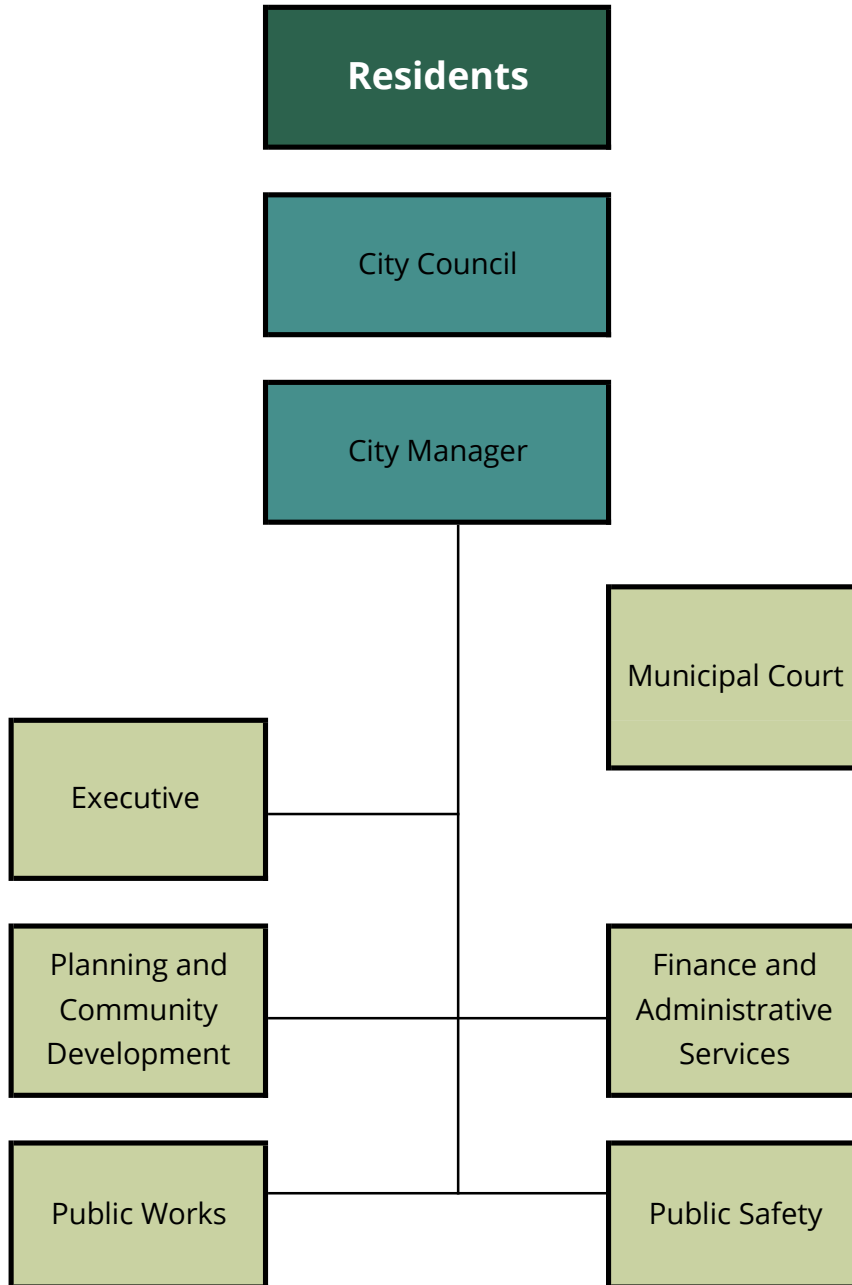 Residents
City Council
City Manager
Municipal Court
Executive
Planning and
Community
Development
Finance and
Administrative
Services
Public Works
Public Safety